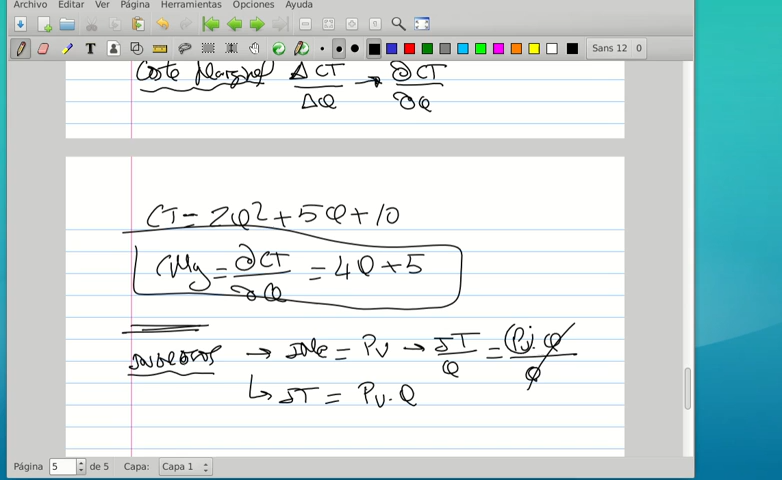 Archivo Editar Ver Página Herramientas Opciones Ayuda
T Sans 12 0
Coste Marginal ΔCT/ΔQ → ∂CT/∂Q
CT = 2Q² + 5Q + 10
CMg = ∂CT/∂Q = 4Q + 5
INGRESOS → IMe = Pv → IT/Q = (Pv)·Q/Q
↳ IT = Pv·Q
Página 5 de 5 Capa: Capa 1